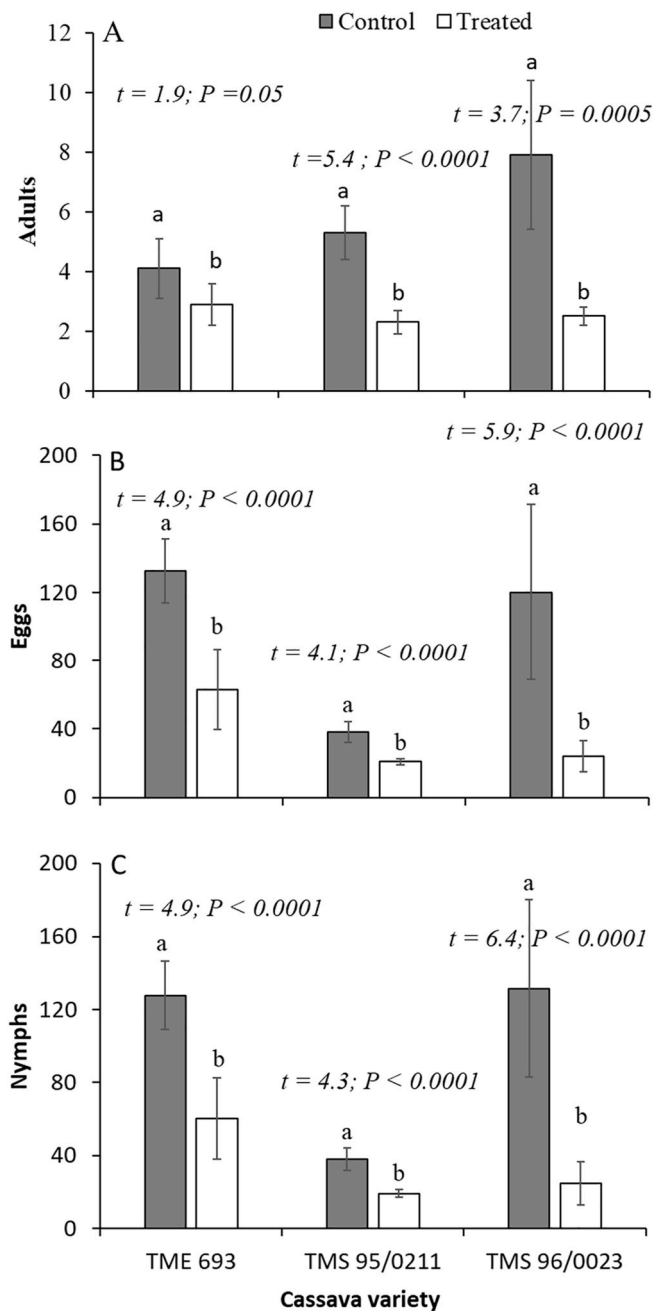 Control Treated
A
12
10
8
6
4
2
0
Adults
t = 1.9; P =0.05
t =5.4 ; P < 0.0001
t = 3.7; P = 0.0005
a
b
a
b
a
b
B
200
160
120
80
40
0
Eggs
t = 4.9; P < 0.0001
t = 4.1; P < 0.0001
t = 5.9; P < 0.0001
a
b
a
b
a
b
C
200
160
120
80
40
0
Nymphs
t = 4.9; P < 0.0001
t = 4.3; P < 0.0001
t = 6.4; P < 0.0001
a
b
a
b
a
b
TME 693 TMS 95/0211 TMS 96/0023
Cassava variety